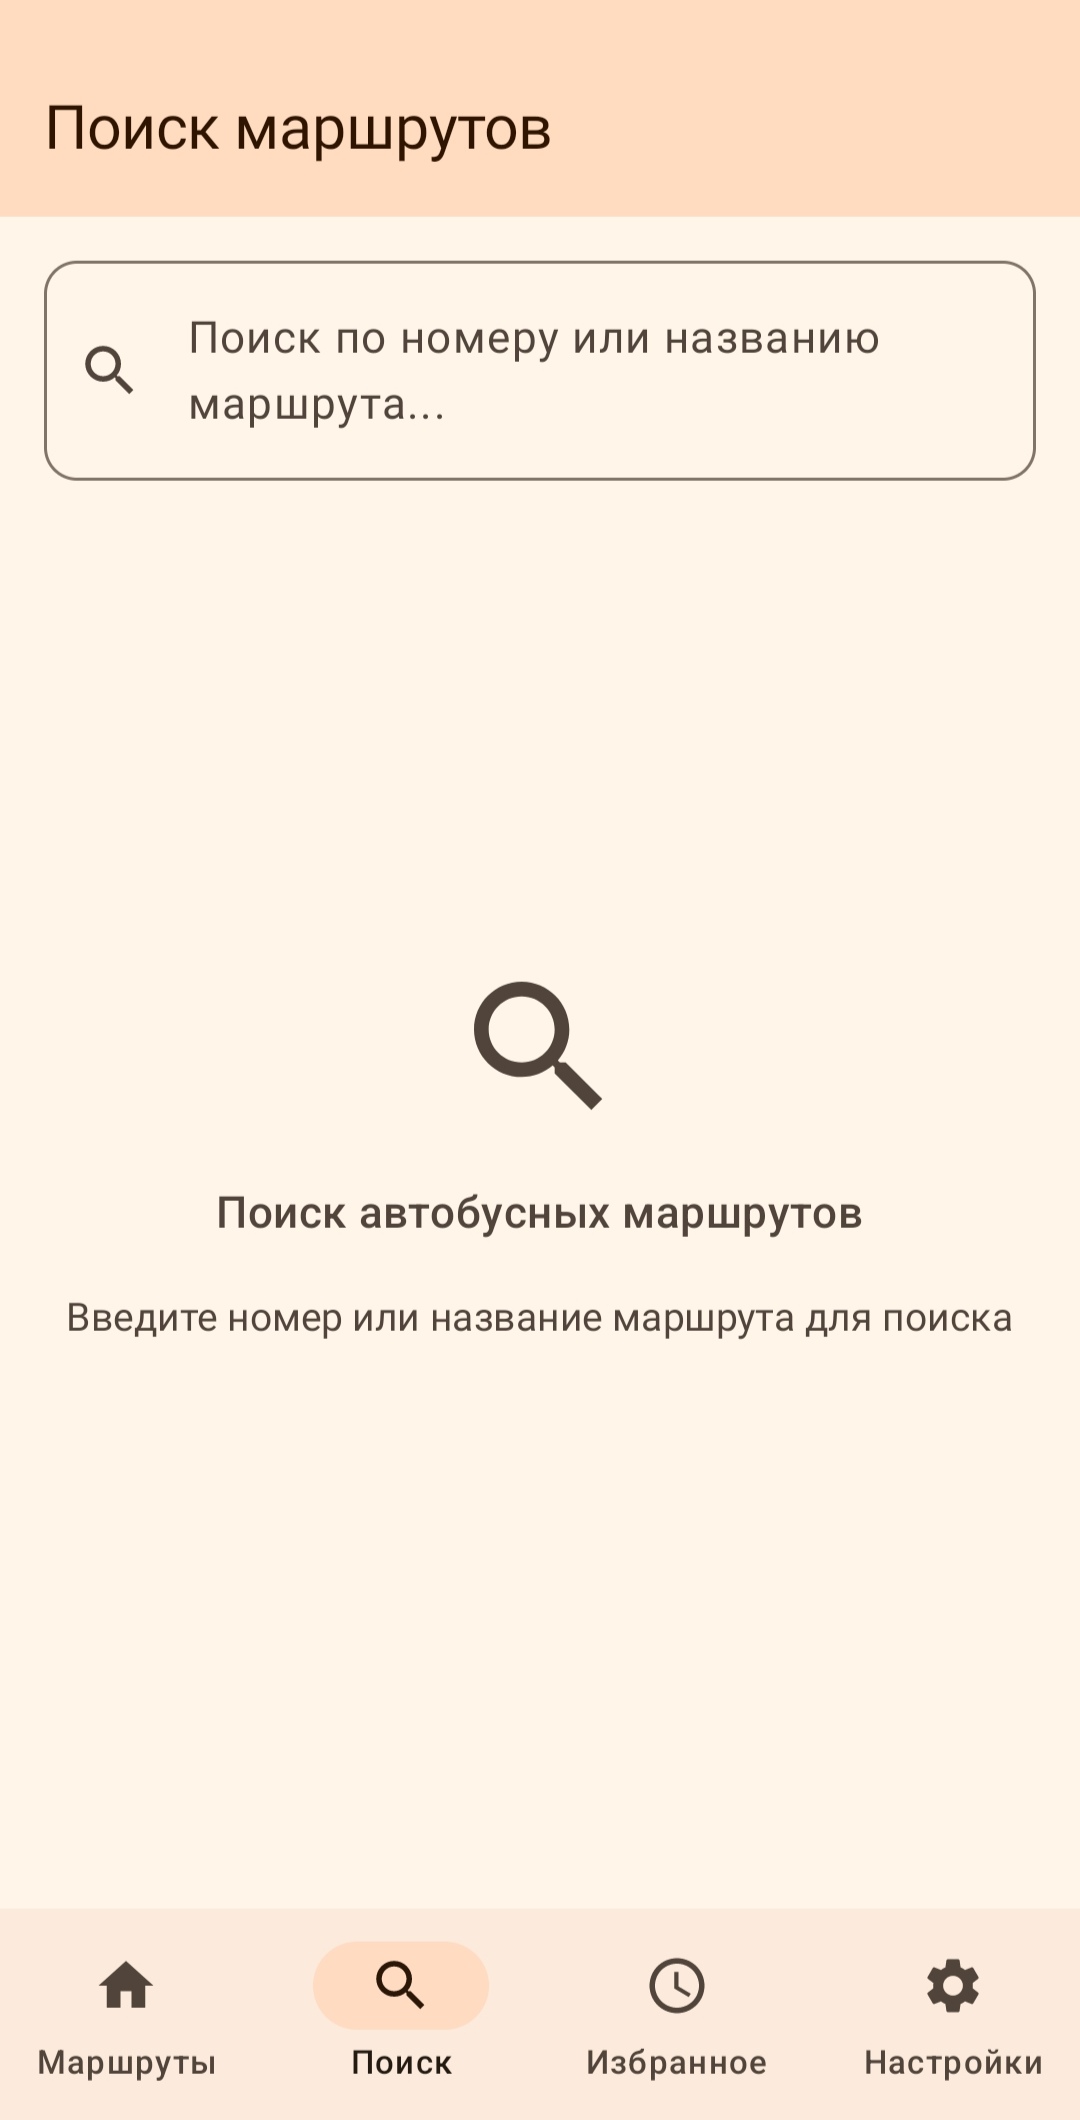 Поиск маршрутов
Поиск по номеру или названию
маршрута...
Поиск автобусных маршрутов
Введите номер или название маршрута для поиска
Маршруты
Поиск
Избранное
Настройки